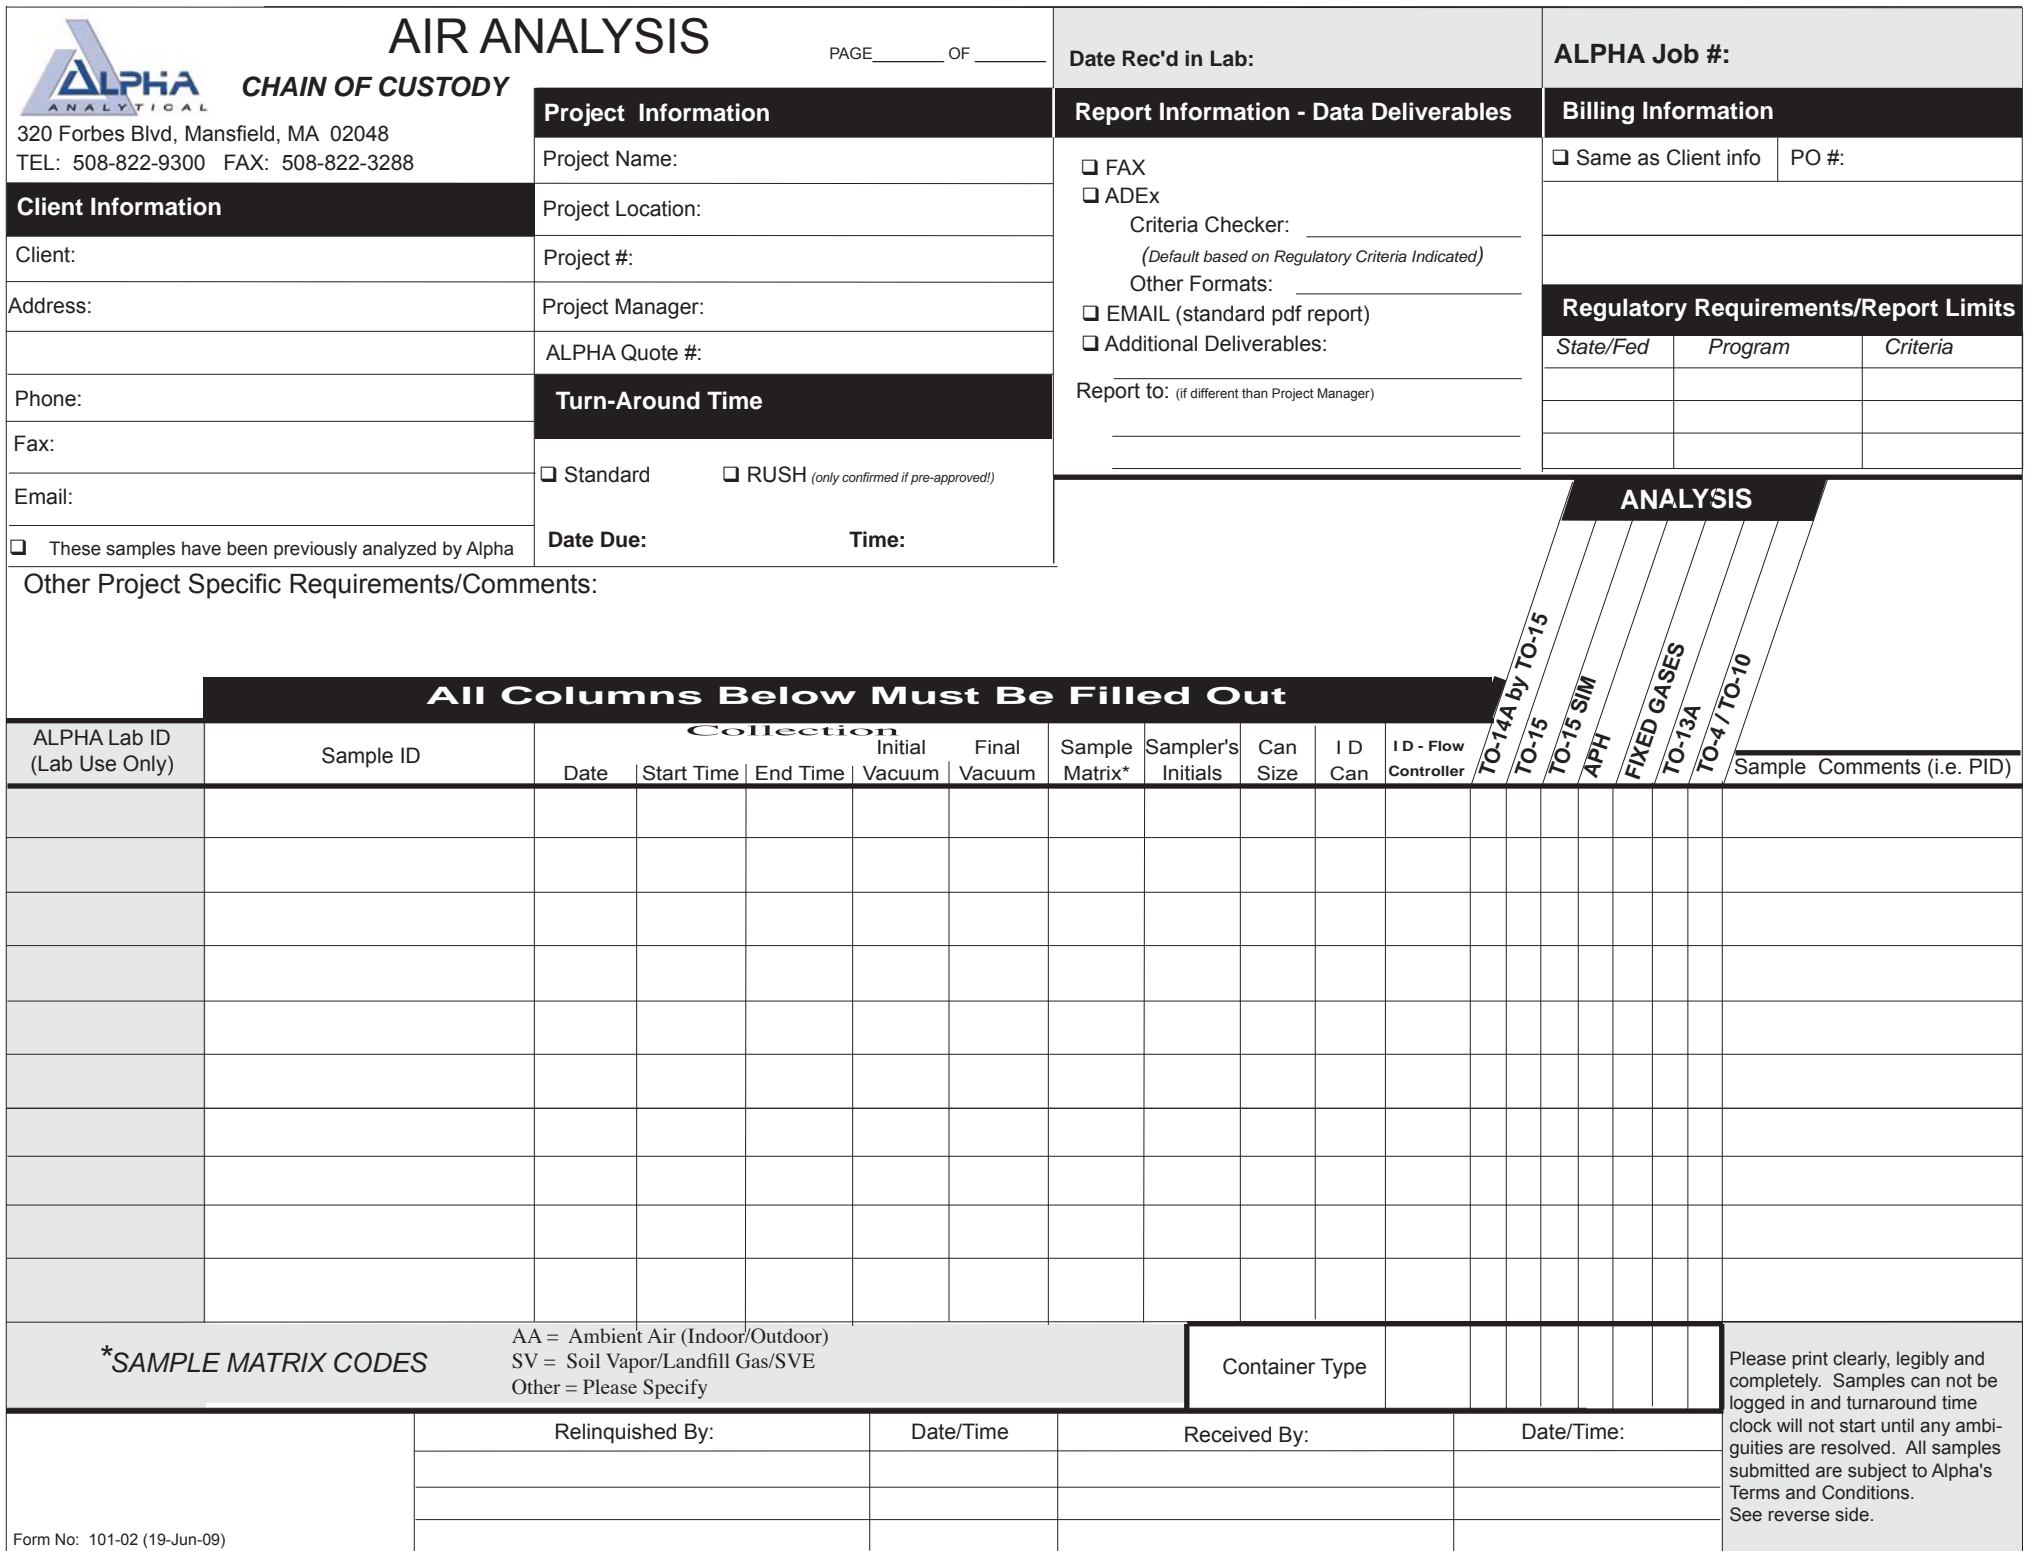 AIR ANALYSIS
PAGE________ OF ________
CHAIN OF CUSTODY
ALPHA
ANALYTICAL
320 Forbes Blvd, Mansfield, MA 02048
TEL: 508-822-9300 FAX: 508-822-3288
Client Information
Client:
Address:
Phone:
Fax:
Email:
❑ These samples have been previously analyzed by Alpha
Project Information
Project Name:
Project Location:
Project #:
Project Manager:
ALPHA Quote #:
Turn-Around Time
❑ Standard ❑ RUSH (only confirmed if pre-approved!)
Date Due: Time:
Date Rec'd in Lab:
Report Information - Data Deliverables
❑ FAX
❑ ADEx
Criteria Checker:
(Default based on Regulatory Criteria Indicated)
Other Formats:
❑ EMAIL (standard pdf report)
❑ Additional Deliverables:
Report to: (if different than Project Manager)
ALPHA Job #:
Billing Information
❑ Same as Client info PO #:
Regulatory Requirements/Report Limits
State/Fed Program Criteria
ANALYSIS
Other Project Specific Requirements/Comments:
All Columns Below Must Be Filled Out
ALPHA Lab ID
(Lab Use Only)
Sample ID
Collection
Date Start Time End Time
Initial
Vacuum
Final
Vacuum
Sample
Matrix*
Sampler's
Initials
Can
Size
I D
Can
I D - Flow
Controller
TO-14A by TO-15
TO-15
TO-15 SIM
APH
FIXED GASES
TO-13A
TO-4 / TO-10
Sample Comments (i.e. PID)
*SAMPLE MATRIX CODES
AA = Ambient Air (Indoor/Outdoor)
SV = Soil Vapor/Landfill Gas/SVE
Other = Please Specify
Container Type
Relinquished By: Date/Time Received By: Date/Time:
Please print clearly, legibly and
completely. Samples can not be
logged in and turnaround time
clock will not start until any ambi-
guities are resolved. All samples
submitted are subject to Alpha's
Terms and Conditions.
See reverse side.
Form No: 101-02 (19-Jun-09)